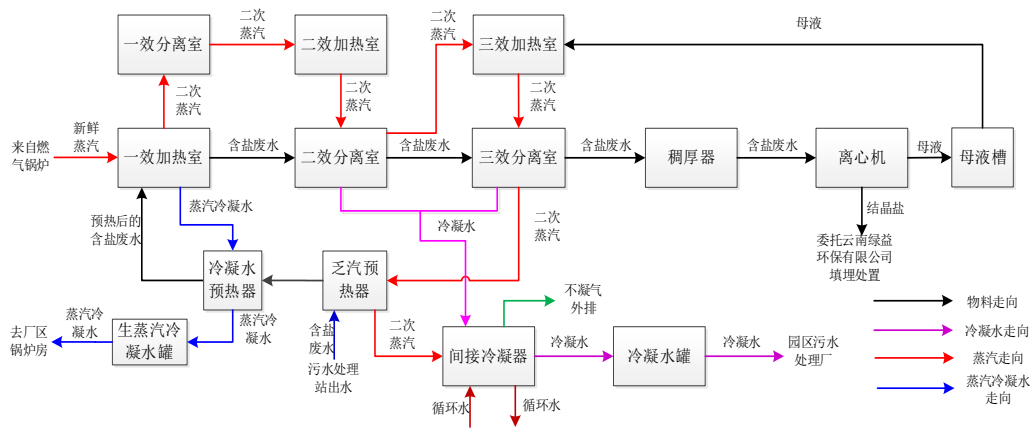 二次
蒸汽
母液
一效分离室
二效加热室
二次
蒸汽
三效加热室
二次
蒸汽
二次
蒸汽
二次
蒸汽
来自燃
气锅炉
新鲜
蒸汽
一效加热室
含盐废水
二效分离室
含盐废水
三效分离室
含盐废水
稠厚器
含盐废水
离心机
母液
母液槽
蒸汽冷凝水
预热后的
含盐废水
冷凝水
二次
蒸汽
结晶盐
委托云南绿益
环保有限公司
填埋处置
冷凝水
预热器
乏汽预
热器
不凝气
外排
去厂区
锅炉房
蒸汽冷
凝水
生蒸汽冷
凝水罐
蒸汽冷
凝水
含盐
废水
污水处理
站出水
二次
蒸汽
间接冷凝器
冷凝水
冷凝水罐
冷凝水
园区污水
处理厂
循环水
循环水
物料走向
冷凝水走向
蒸汽走向
蒸汽冷凝水
走向